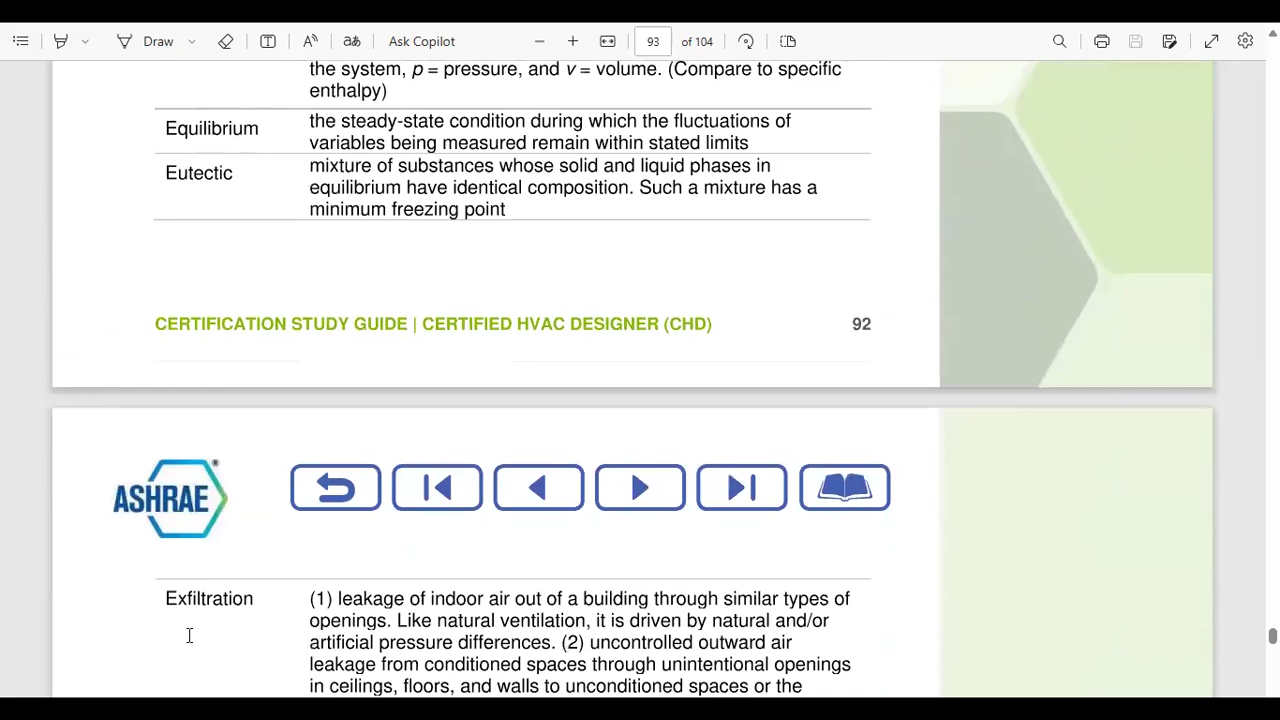 Draw
Ask Copilot
93 of 104
the system, p = pressure, and v = volume. (Compare to specific
enthalpy)
Equilibrium
the steady-state condition during which the fluctuations of
variables being measured remain within stated limits
Eutectic
mixture of substances whose solid and liquid phases in
equilibrium have identical composition. Such a mixture has a
minimum freezing point
CERTIFICATION STUDY GUIDE | CERTIFIED HVAC DESIGNER (CHD) 92
ASHRAE
Exfiltration
(1) leakage of indoor air out of a building through similar types of
openings. Like natural ventilation, it is driven by natural and/or
artificial pressure differences. (2) uncontrolled outward air
leakage from conditioned spaces through unintentional openings
in ceilings, floors, and walls to unconditioned spaces or the